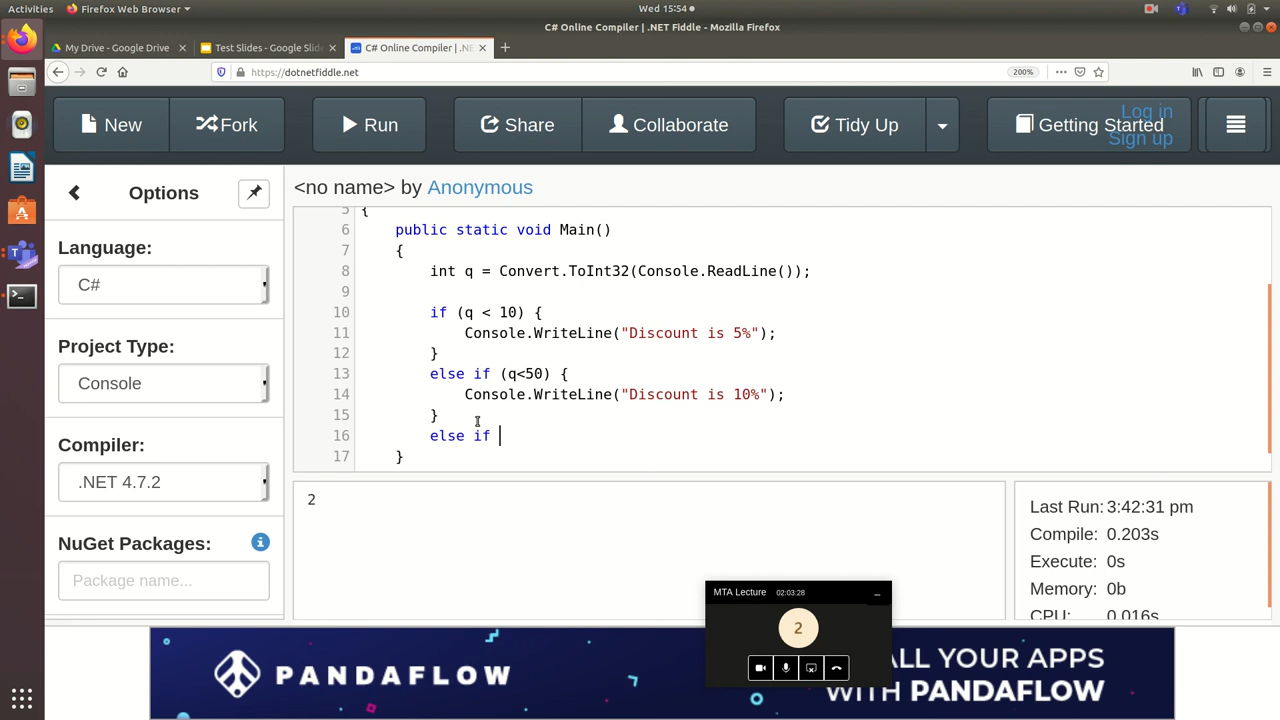 Activities
Firefox Web Browser
Wed 15:54
C# Online Compiler | .NET Fiddle - Mozilla Firefox
My Drive - Google Drive
Test Slides - Google Slide
C# Online Compiler | .NE
https://dotnetfiddle.net
200%
New
Fork
Run
Share
Collaborate
Tidy Up
Getting Started
Log in
Sign up
Options
<no name> by Anonymous
Language:
C#
Project Type:
Console
Compiler:
.NET 4.7.2
NuGet Packages:
Package name...
5 {
6 public static void Main()
7 {
8 int q = Convert.ToInt32(Console.ReadLine());
9
10 if (q < 10) {
11 Console.WriteLine("Discount is 5%");
12 }
13 else if (q<50) {
14 Console.WriteLine("Discount is 10%");
15 }
16 else if
17 }
2
Last Run: 3:42:31 pm
Compile: 0.203s
Execute: 0s
Memory: 0b
CPU: 0.016s
MTA Lecture 02:03:28
2
PANDAFLOW
ALL YOUR APPS
WITH PANDAFLOW